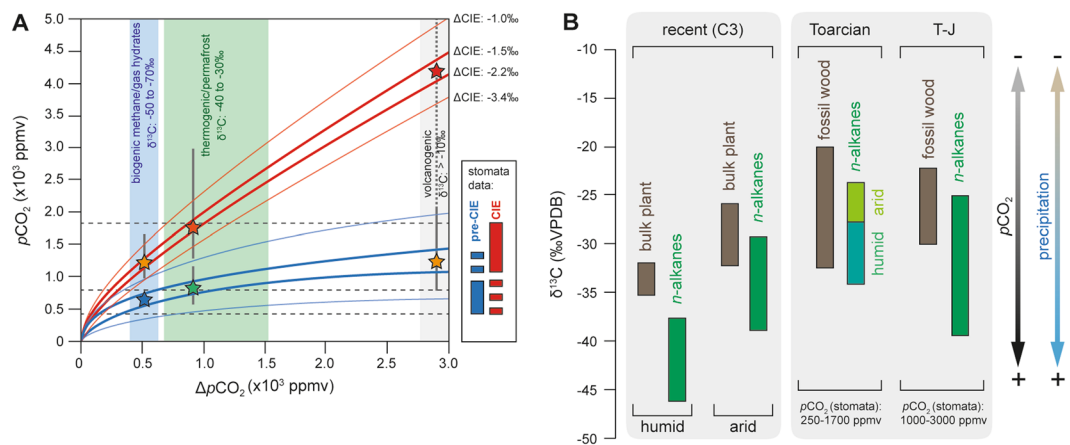 A
5.0
4.5
4.0
3.5
3.0
2.5
2.0
1.5
1.0
0.5
0
pCO2 (x10³ ppmv)
biogenic methane/gas hydrates
δ¹³C: -50 to -70‰
thermogenic/permafrost
δ¹³C: -40 to -30‰
volcanogenic
δ¹³C: > -10‰
ΔCIE: -1.0‰
ΔCIE: -1.5‰
ΔCIE: -2.2‰
ΔCIE: -3.4‰
stomata
data:
pre-CIE
CIE
0
0.5
1.0
1.5
2.0
2.5
3.0
ΔpCO2 (x10³ ppmv)
B
-10
-15
-20
-25
-30
-35
-40
-45
-50
δ¹³C (‰VPDB)
recent (C3)
Toarcian
T-J
bulk plant
n-alkanes
bulk plant
n-alkanes
fossil wood
n-alkanes
arid
humid
fossil wood
n-alkanes
humid
arid
pCO2 (stomata):
250-1700 ppmv
pCO2 (stomata):
1000-3000 ppmv
-
-
pCO2
precipitation
+
+